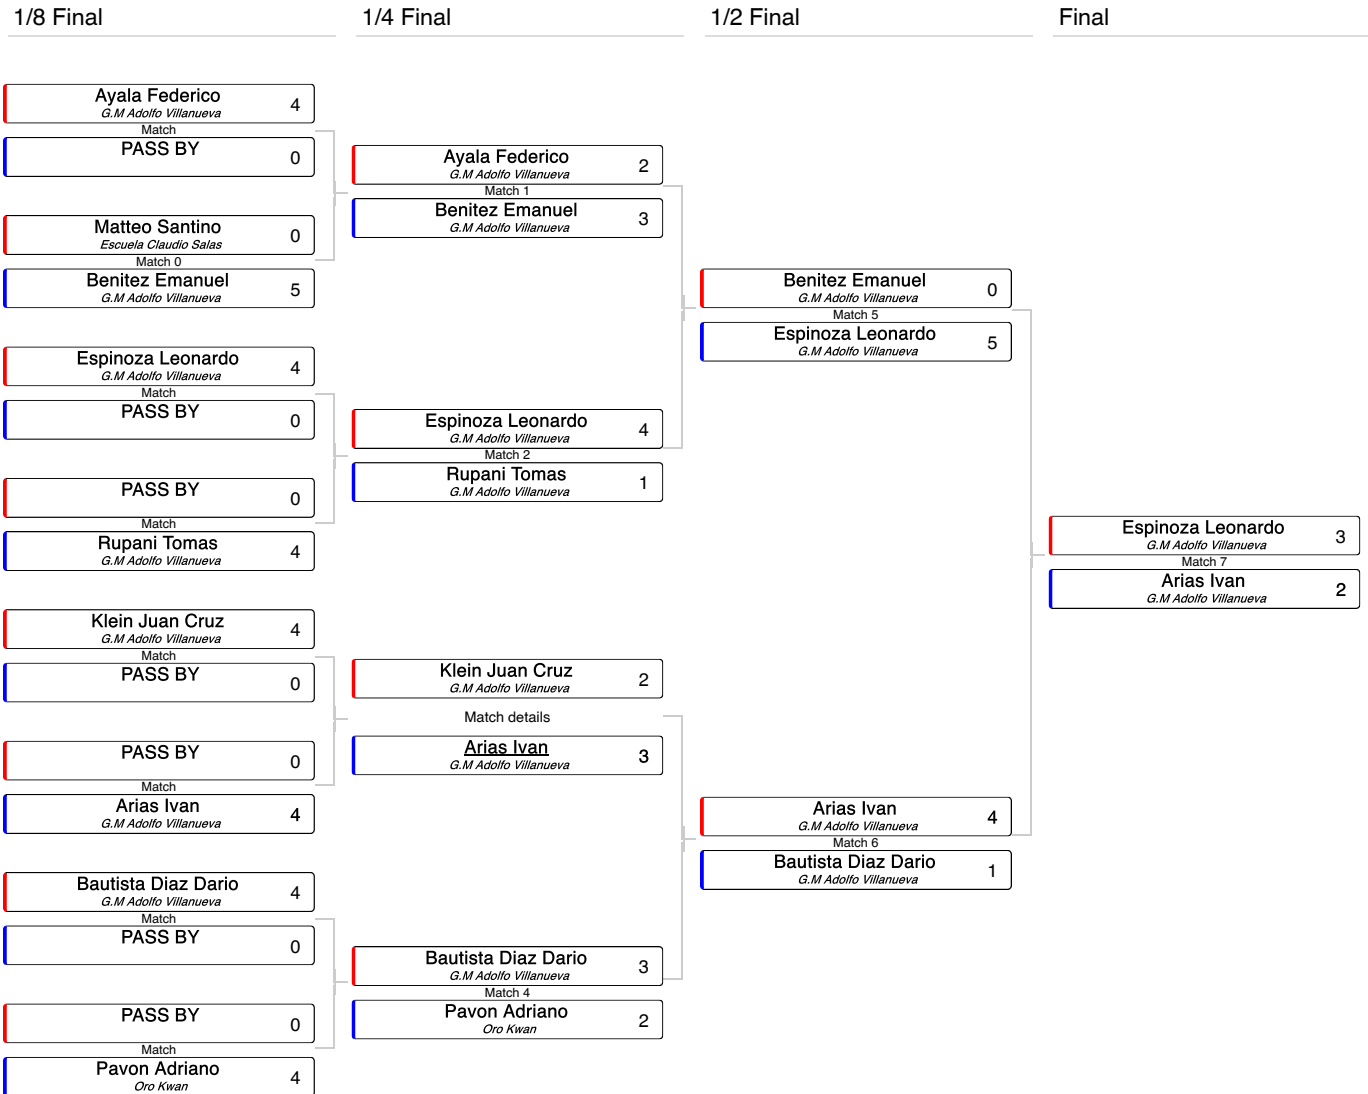 1/8 Final
1/4 Final
1/2 Final
Final
Ayala Federico
G.M Adolfo Villanueva
4
Match
PASS BY
0
Matteo Santino
Escuela Claudio Salas
0
Match 0
Benitez Emanuel
G.M Adolfo Villanueva
5
Espinoza Leonardo
G.M Adolfo Villanueva
4
Match
PASS BY
0
PASS BY
0
Match
Rupani Tomas
G.M Adolfo Villanueva
4
Klein Juan Cruz
G.M Adolfo Villanueva
4
Match
PASS BY
0
PASS BY
0
Match
Arias Ivan
G.M Adolfo Villanueva
4
Bautista Diaz Dario
G.M Adolfo Villanueva
4
Match
PASS BY
0
PASS BY
0
Match
Pavon Adriano
Oro Kwan
4
Ayala Federico
G.M Adolfo Villanueva
2
Match 1
Benitez Emanuel
G.M Adolfo Villanueva
3
Espinoza Leonardo
G.M Adolfo Villanueva
4
Match 2
Rupani Tomas
G.M Adolfo Villanueva
1
Klein Juan Cruz
G.M Adolfo Villanueva
2
Match details
Arias Ivan
G.M Adolfo Villanueva
3
Bautista Diaz Dario
G.M Adolfo Villanueva
3
Match 4
Pavon Adriano
Oro Kwan
2
Benitez Emanuel
G.M Adolfo Villanueva
0
Match 5
Espinoza Leonardo
G.M Adolfo Villanueva
5
Arias Ivan
G.M Adolfo Villanueva
4
Match 6
Bautista Diaz Dario
G.M Adolfo Villanueva
1
Espinoza Leonardo
G.M Adolfo Villanueva
3
Match 7
Arias Ivan
G.M Adolfo Villanueva
2